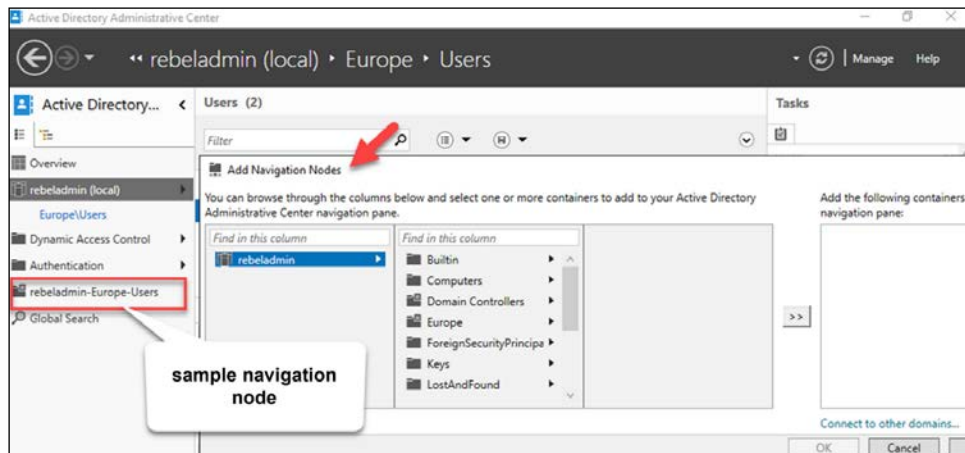 Active Directory Administrative Center
rebeladmin (local) • Europe • Users
Manage
Help
Active Directory...
Users (2)
Tasks
Filter
Overview
rebeladmin (local)
Europe\Users
Dynamic Access Control
Authentication
rebeladmin-Europe-Users
Global Search
Add Navigation Nodes
You can browse through the columns below and select one or more containers to add to your Active Directory
Administrative Center navigation pane.
Add the following containers
navigation pane:
Find in this column
Find in this column
rebeladmin
Builtin
Computers
Domain Controllers
Europe
ForeignSecurityPrincipa
Keys
LostAndFound
>>
sample navigation
node
Connect to other domains...
OK
Cancel